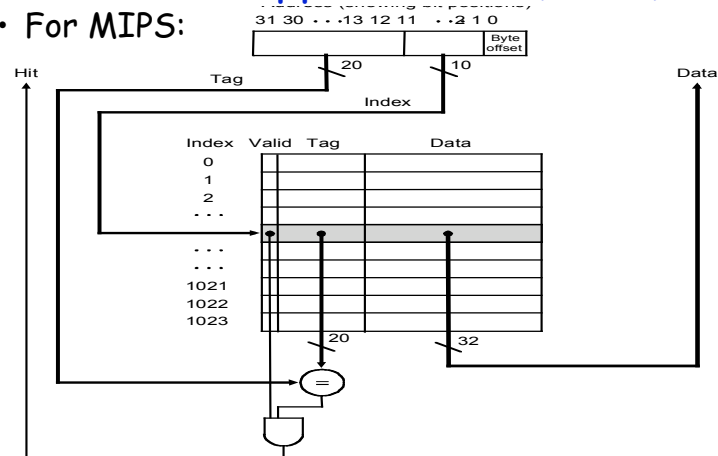 • For MIPS:
31 30 · · · 13 12 11 · · 2 1 0
Byte
offset
Hit
20
10
Data
Tag
Index
Index Valid Tag Data
0
1
2
· · ·
· · ·
· · ·
1021
1022
1023
20
32
=